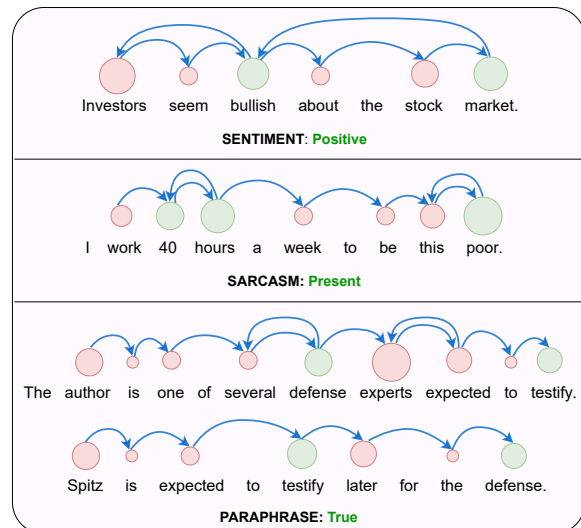 Investors seem bullish about the stock market.
SENTIMENT: Positive
I work 40 hours a week to be this poor.
SARCASM: Present
The author is one of several defense experts expected to testify.
Spitz is expected to testify later for the defense.
PARAPHRASE: True